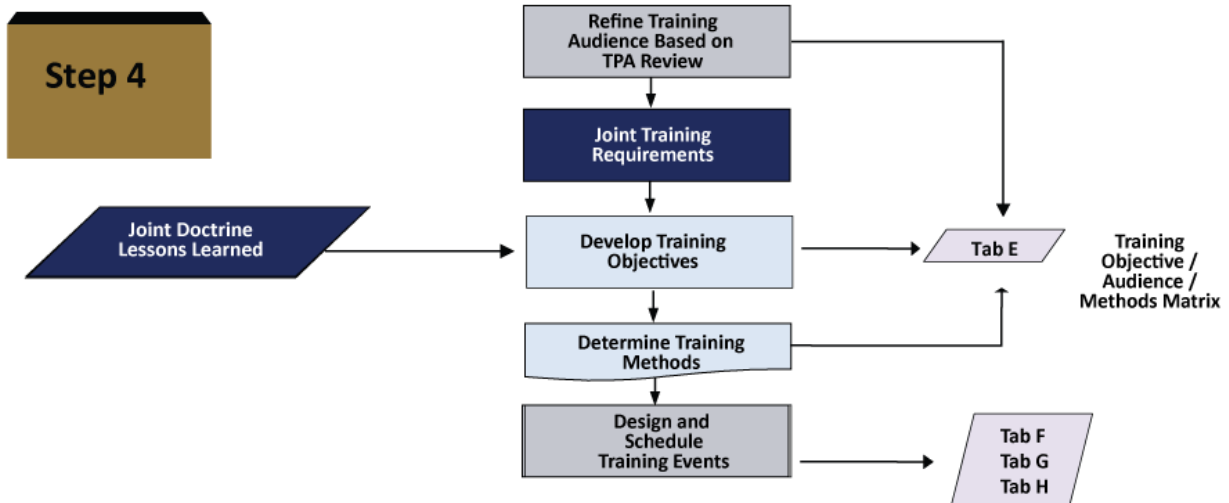 Step 4
Refine Training
Audience Based on
TPA Review
Joint Training
Requirements
Joint Doctrine
Lessons Learned
Develop Training
Objectives
Tab E
Training
Objective /
Audience /
Methods Matrix
Determine Training
Methods
Design and
Schedule
Training Events
Tab F
Tab G
Tab H